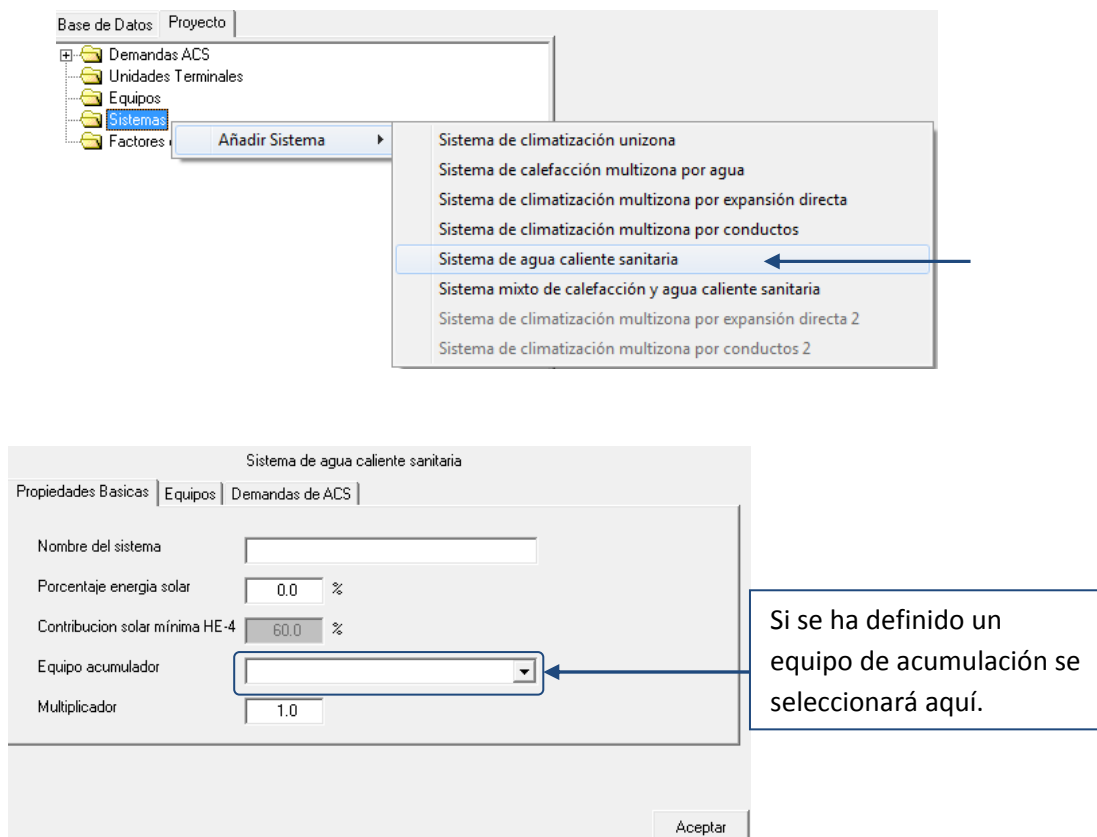 Base de Datos Proyecto
Demandas ACS
Unidades Terminales
Equipos
Sistemas
Factores
Añadir Sistema
Sistema de climatización unizona
Sistema de calefacción multizona por agua
Sistema de climatización multizona por expansión directa
Sistema de climatización multizona por conductos
Sistema de agua caliente sanitaria
Sistema mixto de calefacción y agua caliente sanitaria
Sistema de climatización multizona por expansión directa 2
Sistema de climatización multizona por conductos 2
Sistema de agua caliente sanitaria
Propiedades Basicas Equipos Demandas de ACS
Nombre del sistema
Porcentaje energia solar 0.0 %
Contribucion solar mínima HE-4 60.0 %
Equipo acumulador
Multiplicador 1.0
Aceptar
Si se ha definido un
equipo de acumulación se
seleccionará aquí.